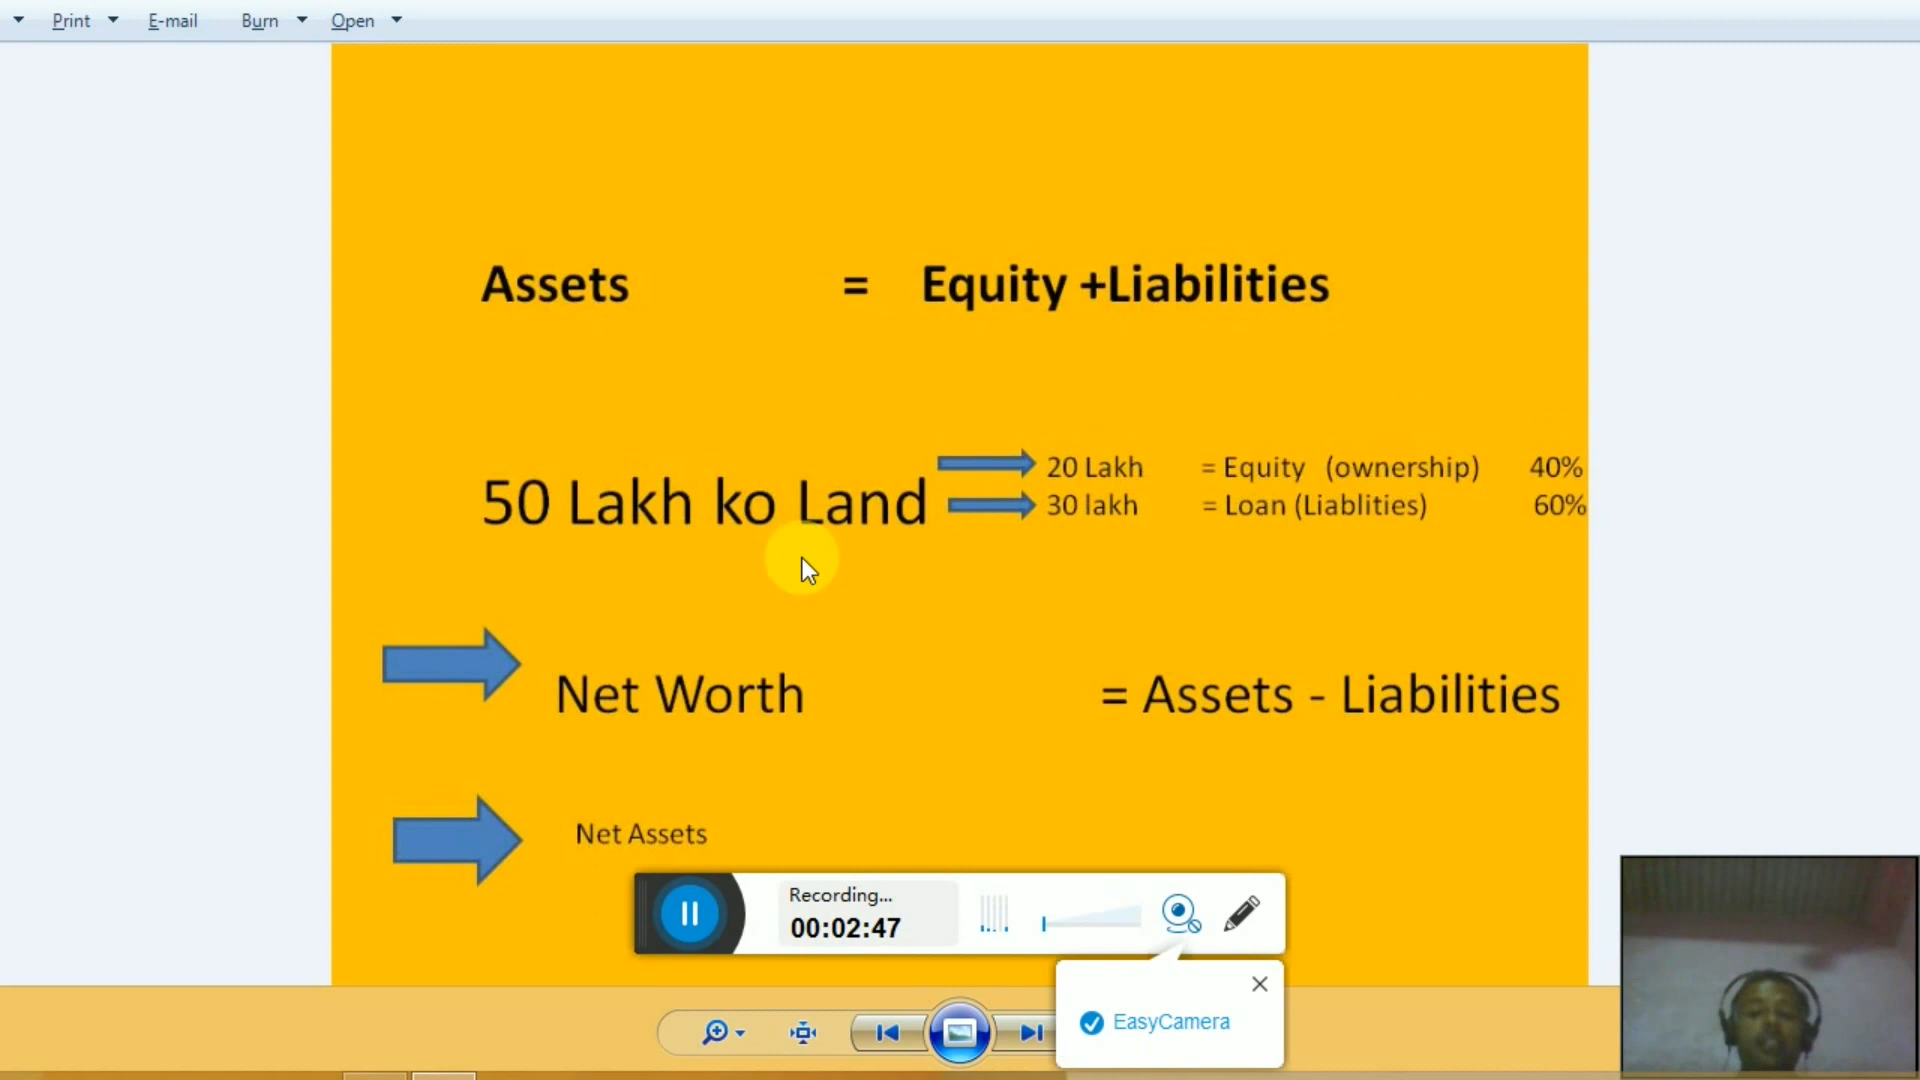 Print E-mail Burn Open
Assets = Equity +Liabilities
50 Lakh ko Land
20 Lakh = Equity (ownership) 40%
30 lakh = Loan (Liablities) 60%
Net Worth = Assets - Liabilities
Net Assets
Recording...
00:02:47
EasyCamera